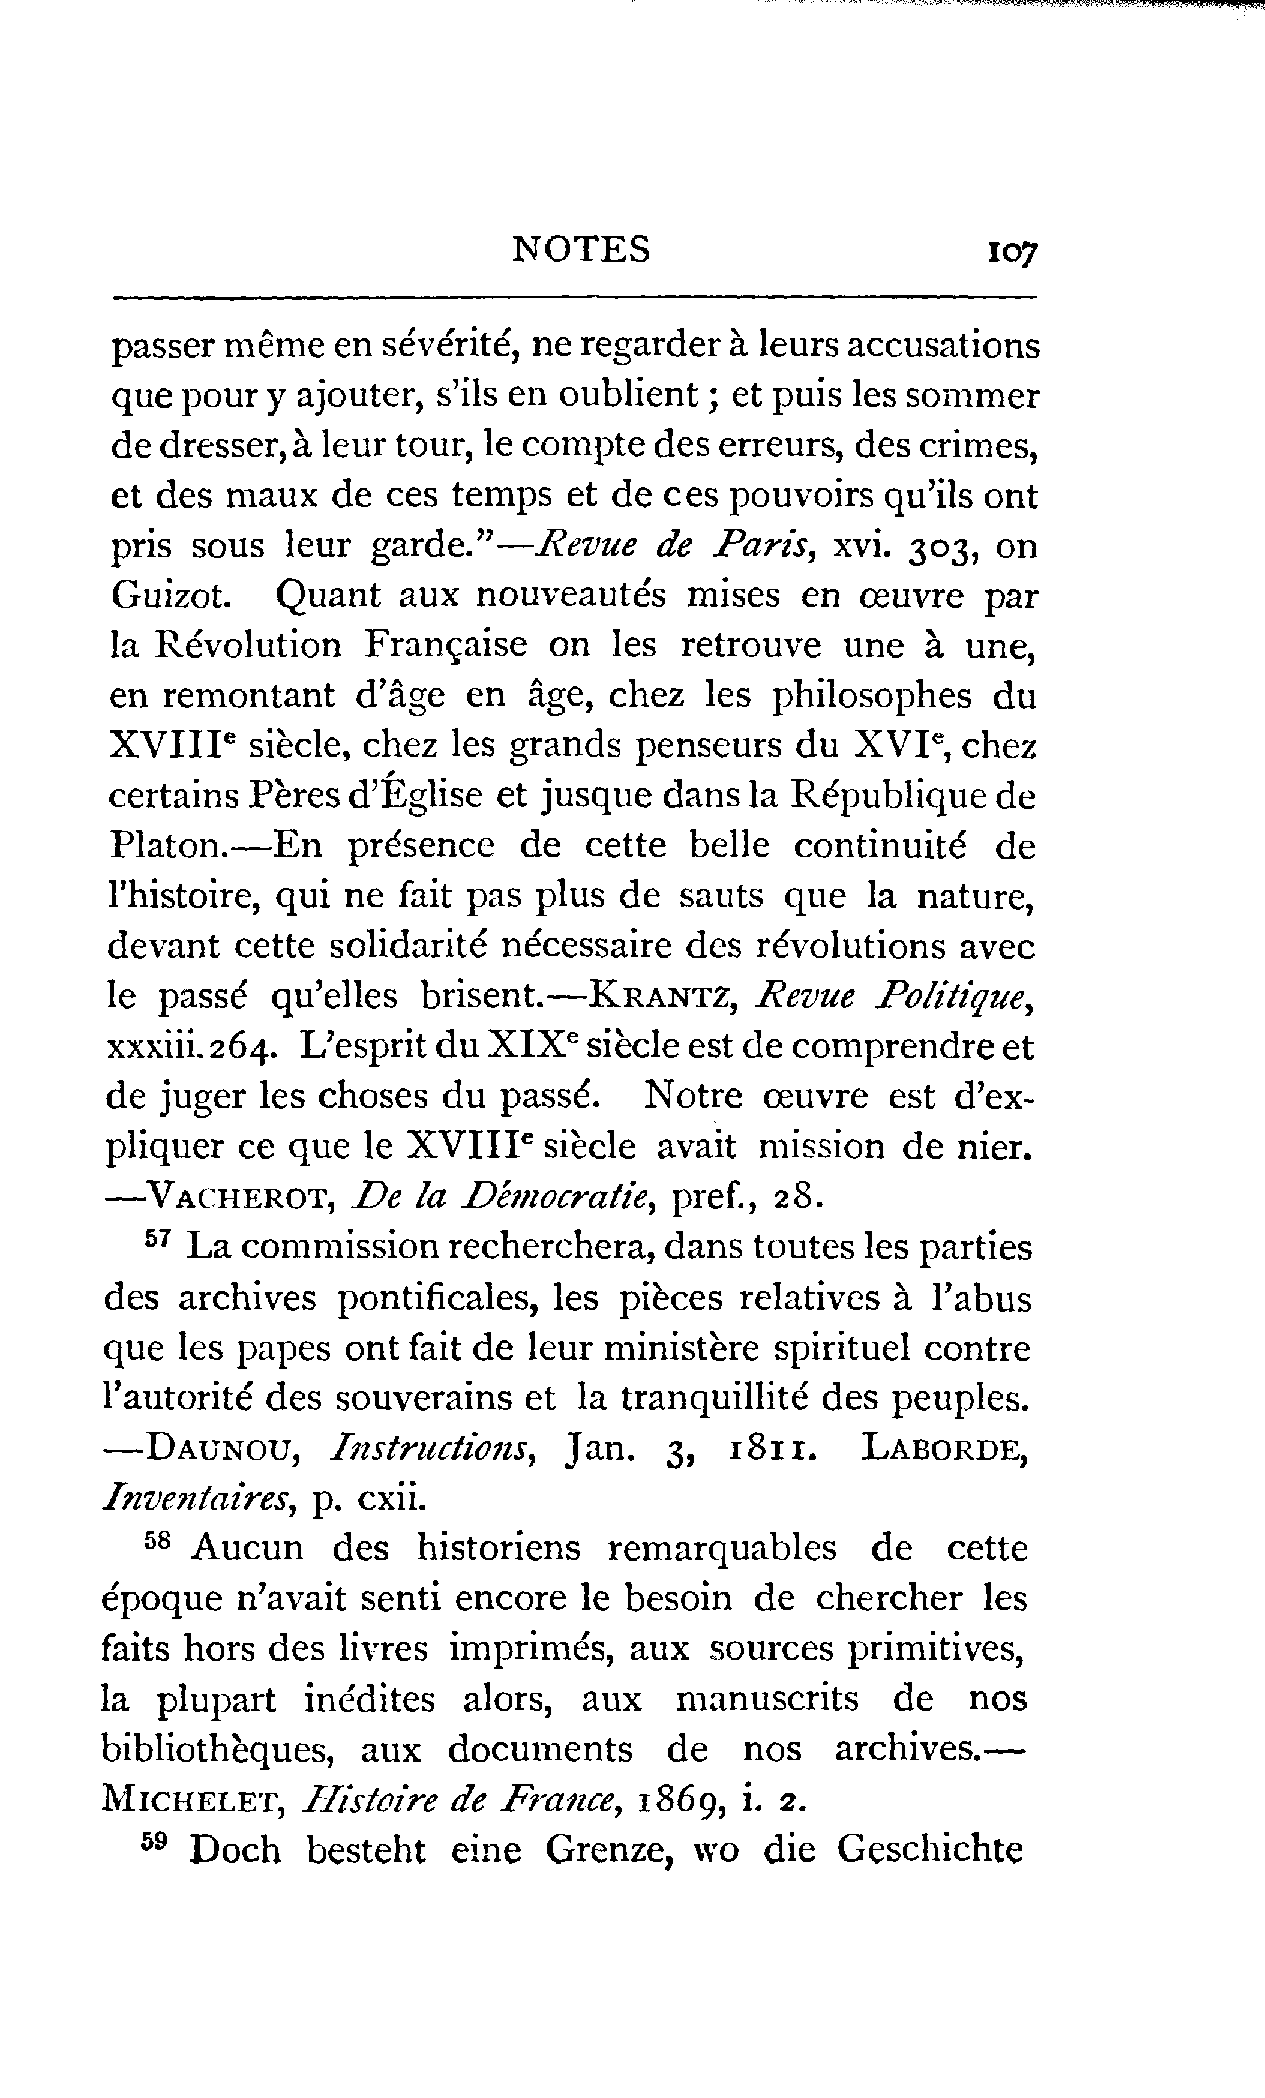 NOTES 107
passer même en sévérité, ne regarder à leurs accusations
que pour y ajouter, s'ils en oublient ; et puis les sommer
de dresser, à leur tour, le compte des erreurs, des crimes,
et des maux de ces temps et de ces pouvoirs qu'ils ont
pris sous leur garde."—Revue de Paris, xvi. 303, on
Guizot. Quant aux nouveautés mises en œuvre par
la Révolution Française on les retrouve une à une,
en remontant d'âge en âge, chez les philosophes du
XVIIIᵉ siècle, chez les grands penseurs du XVIᵉ, chez
certains Pères d'Église et jusque dans la République de
Platon.—En présence de cette belle continuité de
l'histoire, qui ne fait pas plus de sauts que la nature,
devant cette solidarité nécessaire des révolutions avec
le passé qu'elles brisent.—KRANTZ, Revue Politique,
xxxiii. 264. L'esprit du XIXᵉ siècle est de comprendre et
de juger les choses du passé. Notre œuvre est d'ex-
pliquer ce que le XVIIIᵉ siècle avait mission de nier.
—VACHEROT, De la Démocratie, pref., 28.
⁵⁷ La commission recherchera, dans toutes les parties
des archives pontificales, les pièces relatives à l'abus
que les papes ont fait de leur ministère spirituel contre
l'autorité des souverains et la tranquillité des peuples.
—DAUNOU, Instructions, Jan. 3, 1811. LABORDE,
Inventaires, p. cxii.
⁵⁸ Aucun des historiens remarquables de cette
époque n'avait senti encore le besoin de chercher les
faits hors des livres imprimés, aux sources primitives,
la plupart inédites alors, aux manuscrits de nos
bibliothèques, aux documents de nos archives.—
MICHELET, Histoire de France, 1869, i. 2.
⁵⁹ Doch besteht eine Grenze, wo die Geschichte